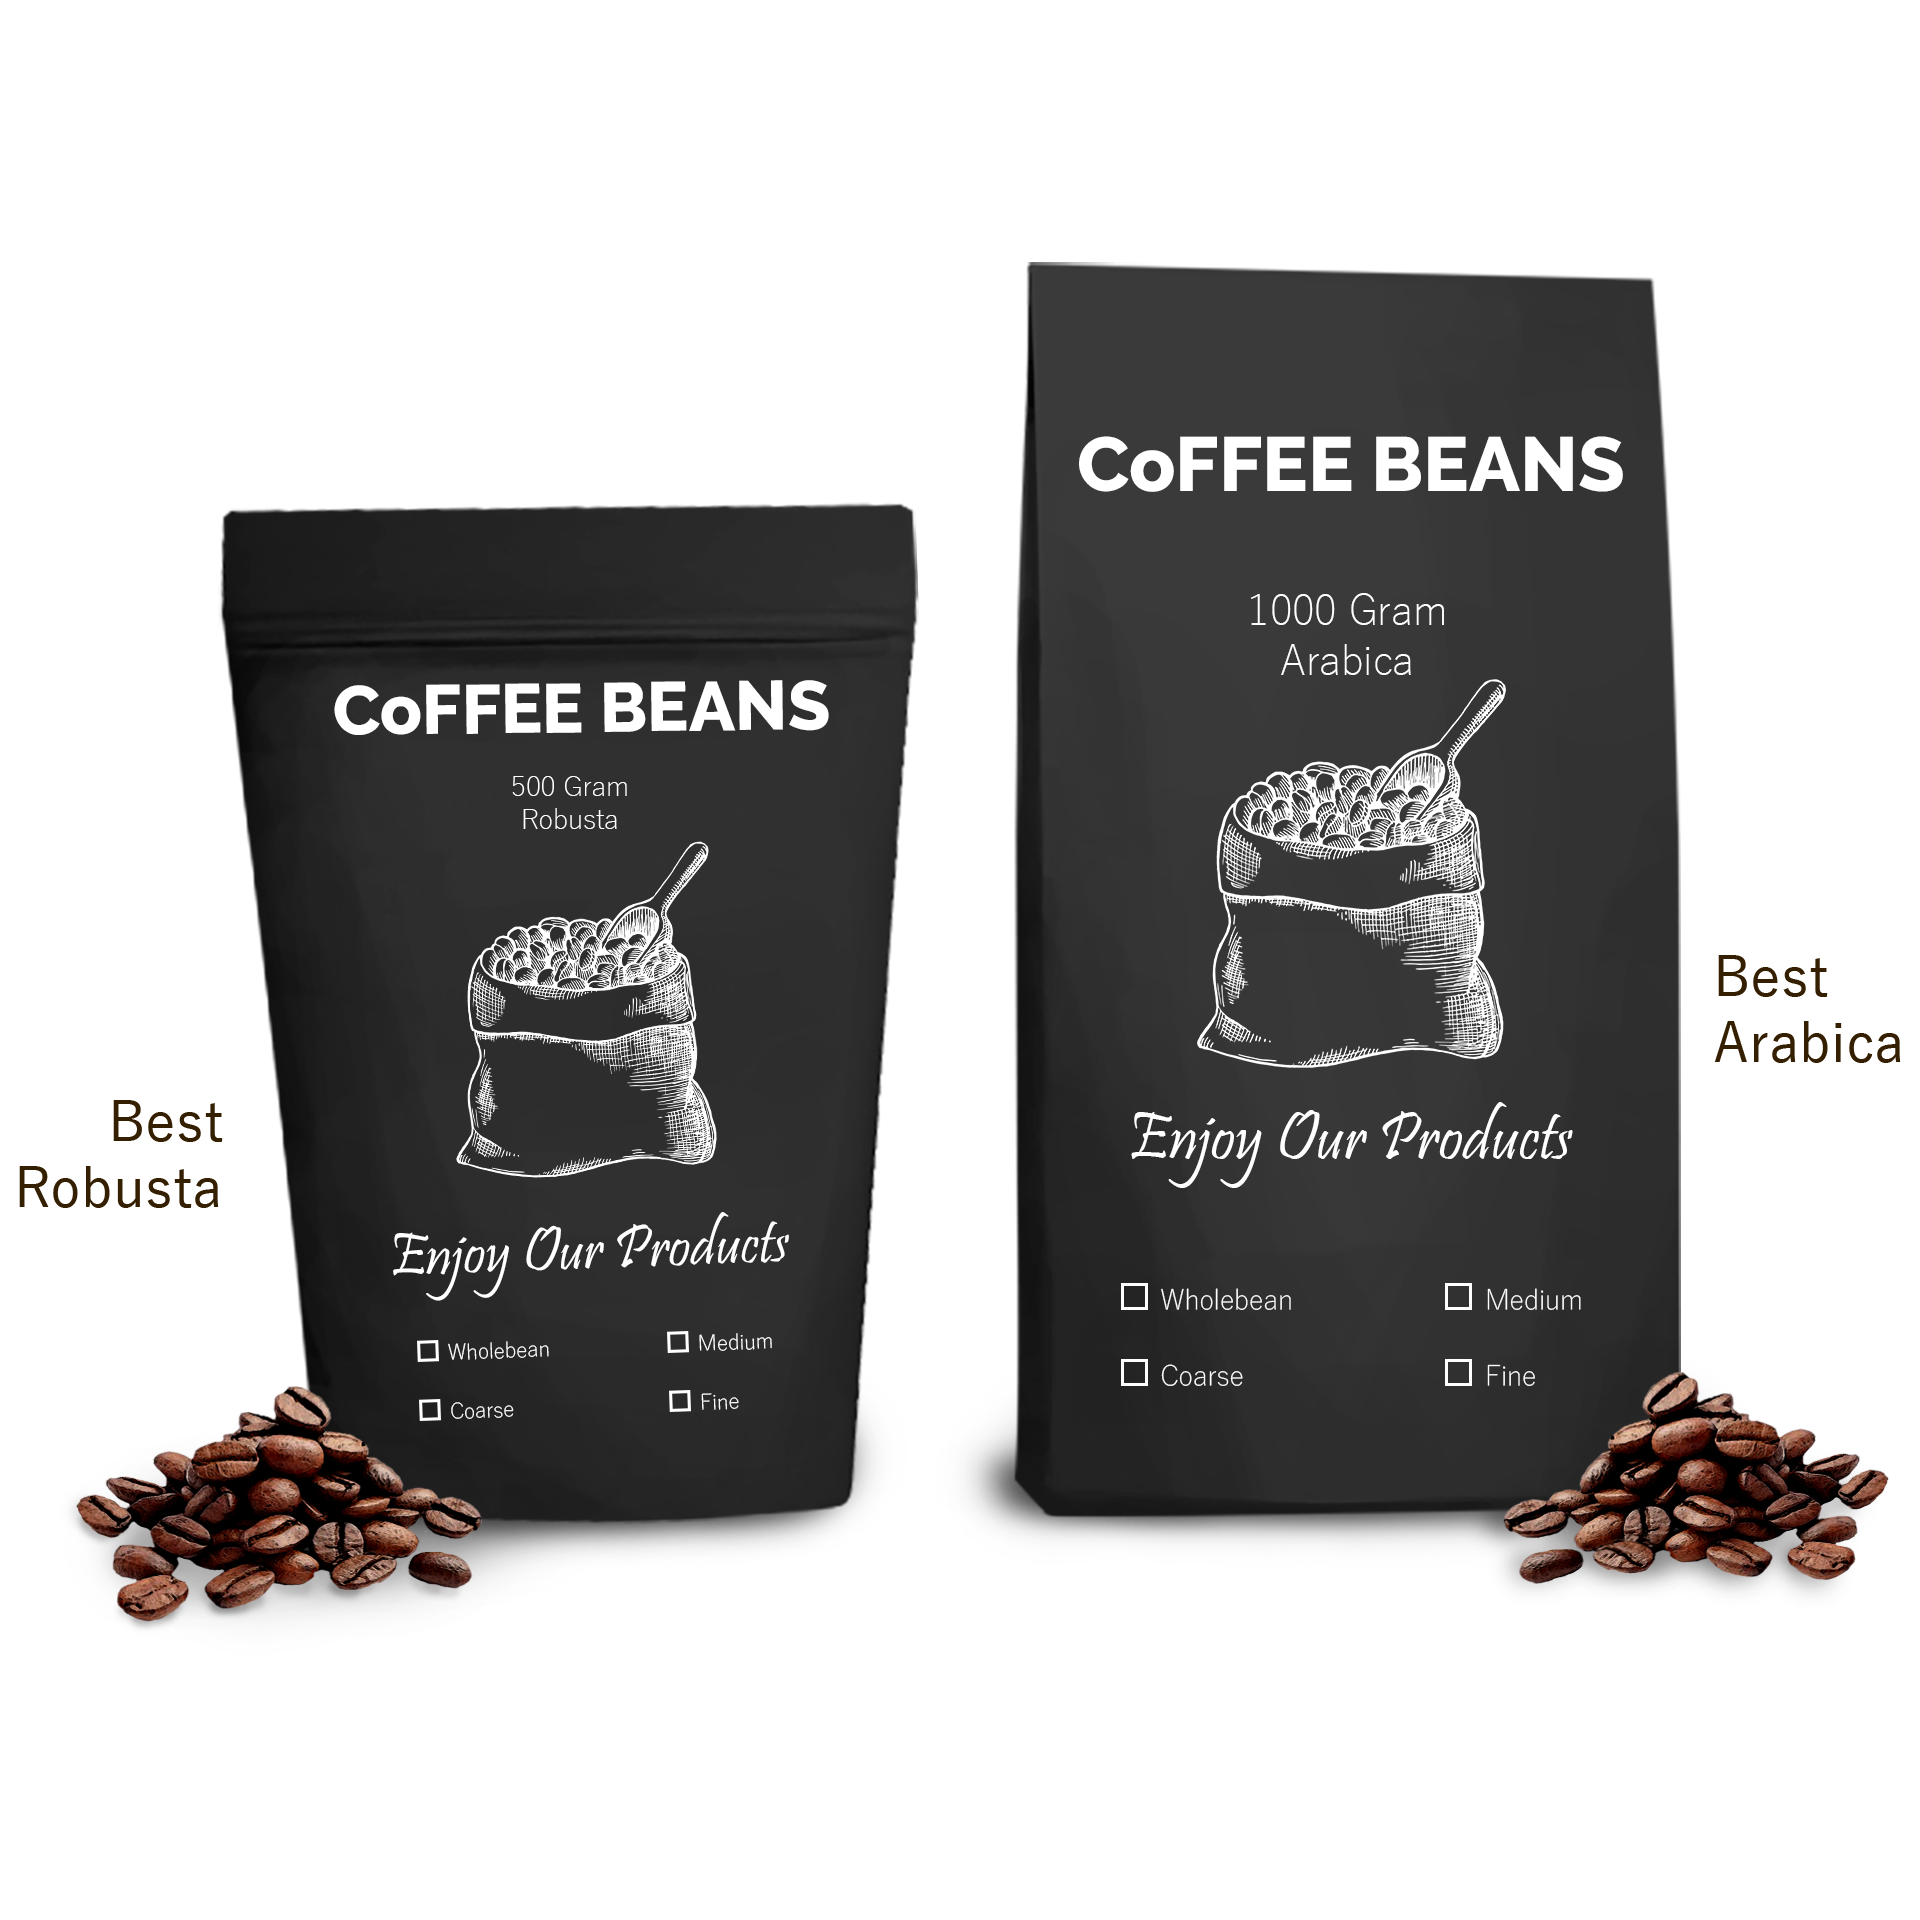 CoFFEE BEANS
500 Gram
Robusta
Enjoy Our Products
Wholebean
Medium
Coarse
Fine
Best
Robusta
CoFFEE BEANS
1000 Gram
Arabica
Enjoy Our Products
Wholebean
Medium
Coarse
Fine
Best
Arabica